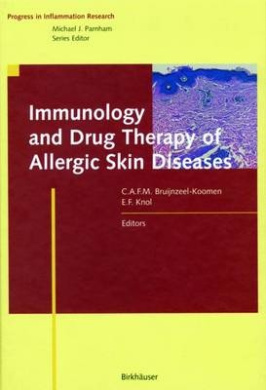 Progress in Inflammation Research
Michael J. Parnham
Series Editor
Immunology
and Drug Therapy of
Allergic Skin Diseases
C.A.F.M. Bruijnzeel-Koomen
E.F. Knol
Editors
Birkhäuser